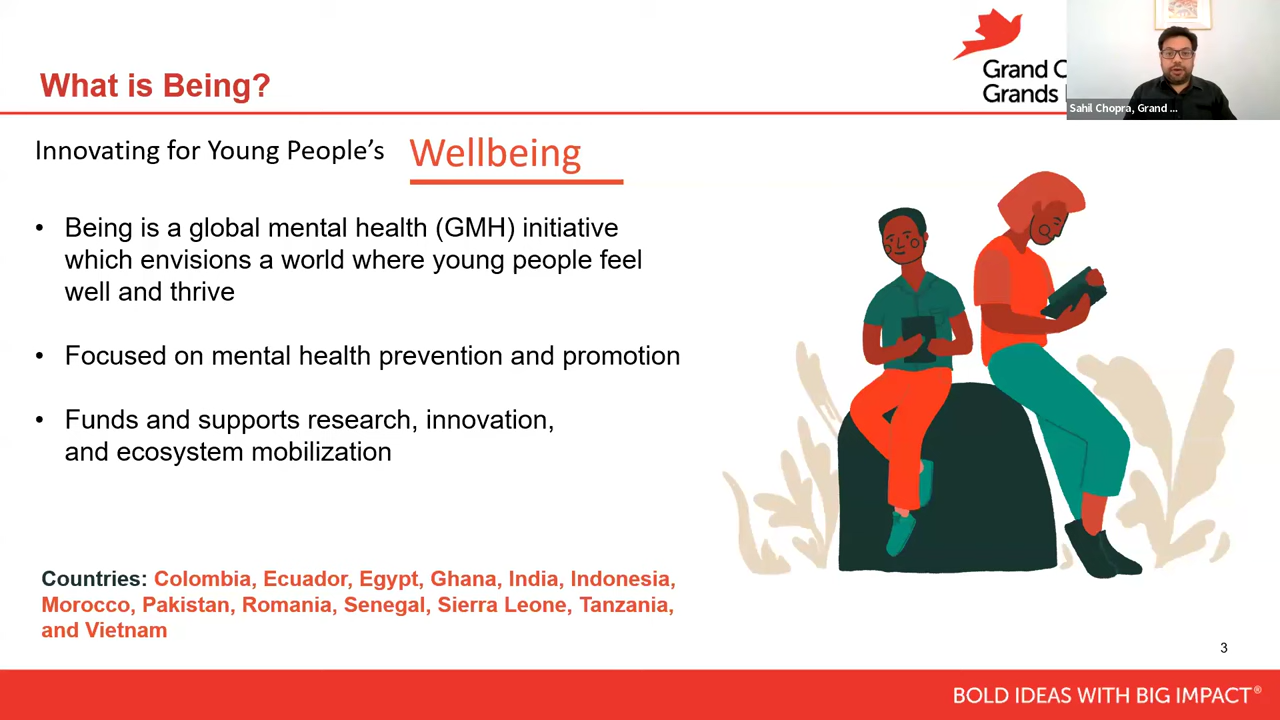 What is Being?
Grand C
Grands
Sahil Chopra, Grand ...
Innovating for Young People's Wellbeing
• Being is a global mental health (GMH) initiative
which envisions a world where young people feel
well and thrive
• Focused on mental health prevention and promotion
• Funds and supports research, innovation,
and ecosystem mobilization
Countries: Colombia, Ecuador, Egypt, Ghana, India, Indonesia,
Morocco, Pakistan, Romania, Senegal, Sierra Leone, Tanzania,
and Vietnam
3
BOLD IDEAS WITH BIG IMPACT®